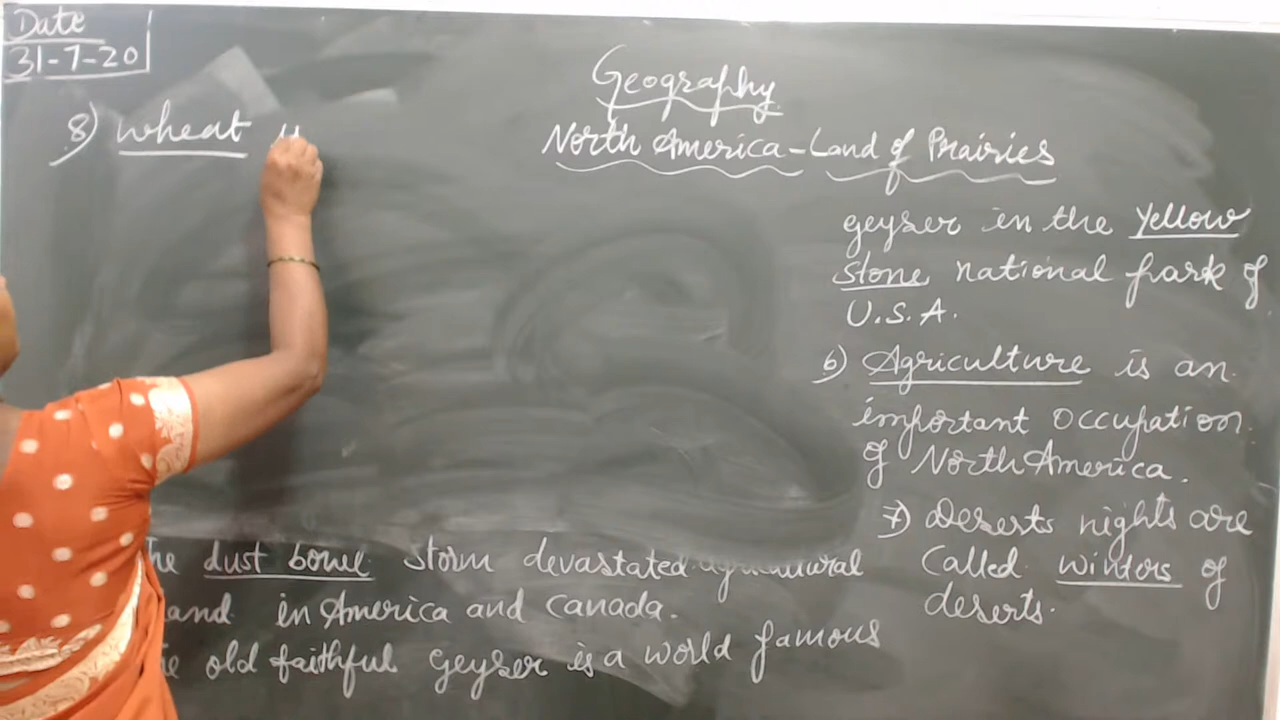 Date
31-7-20
Geography
North America-Land of Prairies
8) wheat
dust bowl storm devastated
in America and Canada.
old faithful geyser is a world famous
geyser in the Yellow
stone national park of
U.S.A.
6) Agriculture is an
important occupation
of North America.
7) Deserts nights are
called winters of
deserts.